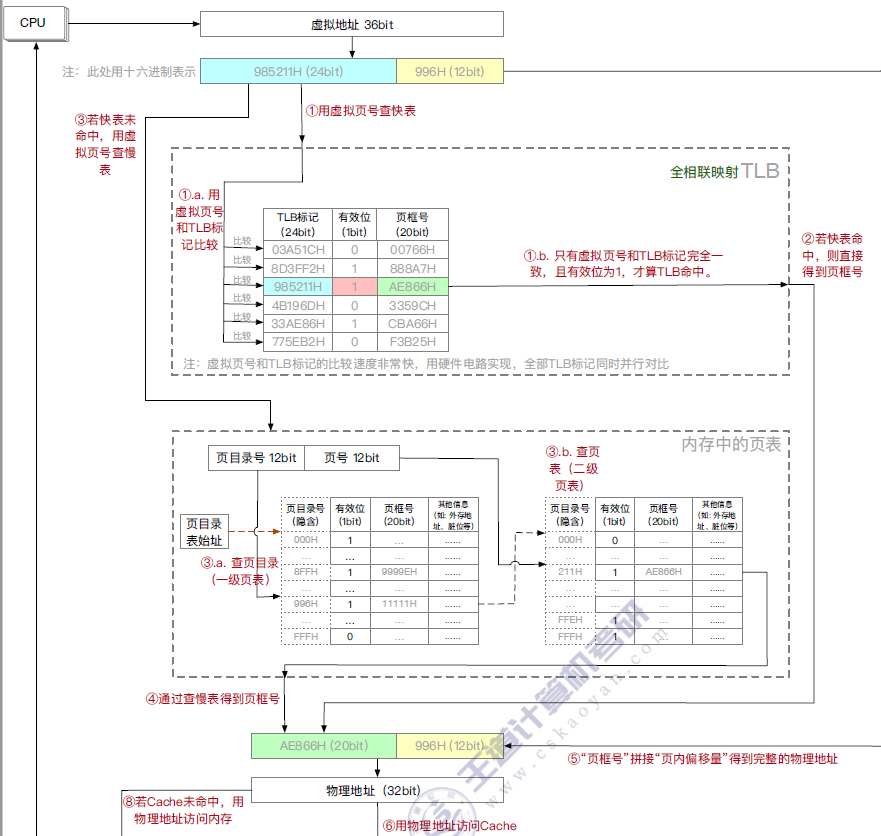 CPU
虚拟地址 36bit
注：此处用十六进制表示
985211H (24bit)
996H (12bit)
①用虚拟页号查快表
③若快表未
命中，用虚
拟页号查慢
表
全相联映射TLB
①.a. 用
虚拟页号
和TLB标
记比较
TLB标记
(24bit)
有效位
(1bit)
页框号
(20bit)
比较 03A51CH 0 00766H
比较 8D3FF2H 1 888A7H
比较 985211H 1 AE866H
比较 4B196DH 0 3359CH
比较 33AE86H 1 CBA66H
比较 775EB2H 0 F3B25H
①.b. 只有虚拟页号和TLB标记完全一
致，且有效位为1，才算TLB命中。
②若快表命
中，则直接
得到页框号
注：虚拟页号和TLB标记的比较速度非常快，用硬件电路实现，全部TLB标记同时并行对比
内存中的页表
页目录号 12bit
页号 12bit
③.b. 查页
表（二级
页表）
页目录
表始址
③.a. 查页目录
（一级页表）
页目录号
(隐含)
有效位
(1bit)
页框号
(20bit)
其他信息
(如: 外存地
址、脏位等)
000H 1 ... ......
... ... ... ......
8FFH 1 9999EH ......
... ... ... ......
996H 1 11111H ......
... ... ... ......
FFFH 0 ... ......
页目录号
(隐含)
有效位
(1bit)
页框号
(20bit)
其他信息
(如: 外存地
址、脏位等)
000H 0 ... ......
... ... ... ......
211H 1 AE866H ......
... ... ... ......
... ... ... ......
FFEH 1 ... ......
FFFH 1 ... ......
④通过查慢表得到页框号
AE866H (20bit)
996H (12bit)
⑤“页框号”拼接“页内偏移量”得到完整的物理地址
物理地址（32bit）
⑧若Cache未命中，用
物理地址访问内存
⑥用物理地址访问Cache
王道计算机考研
www.cskaoyan.com